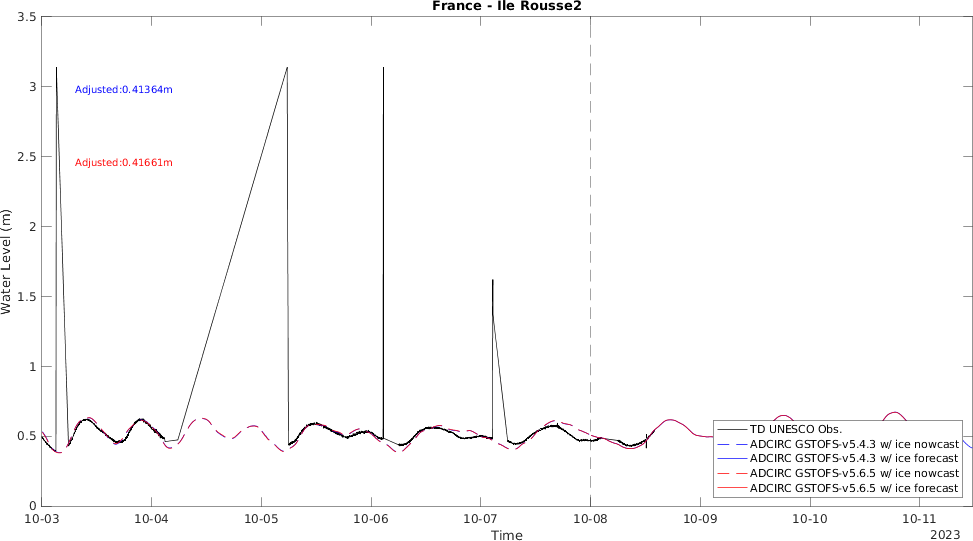 France - Ile Rousse2
3.5
3
2.5
2
1.5
1
0.5
0
Water Level (m)
Adjusted:0.41364m
Adjusted:0.41661m
TD UNESCO Obs.
ADCIRC GSTOFS-v5.4.3 w/ ice nowcast
ADCIRC GSTOFS-v5.4.3 w/ ice forecast
ADCIRC GSTOFS-v5.6.5 w/ ice nowcast
ADCIRC GSTOFS-v5.6.5 w/ ice forecast
10-03 10-04 10-05 10-06 10-07 10-08 10-09 10-10 10-11
Time
2023